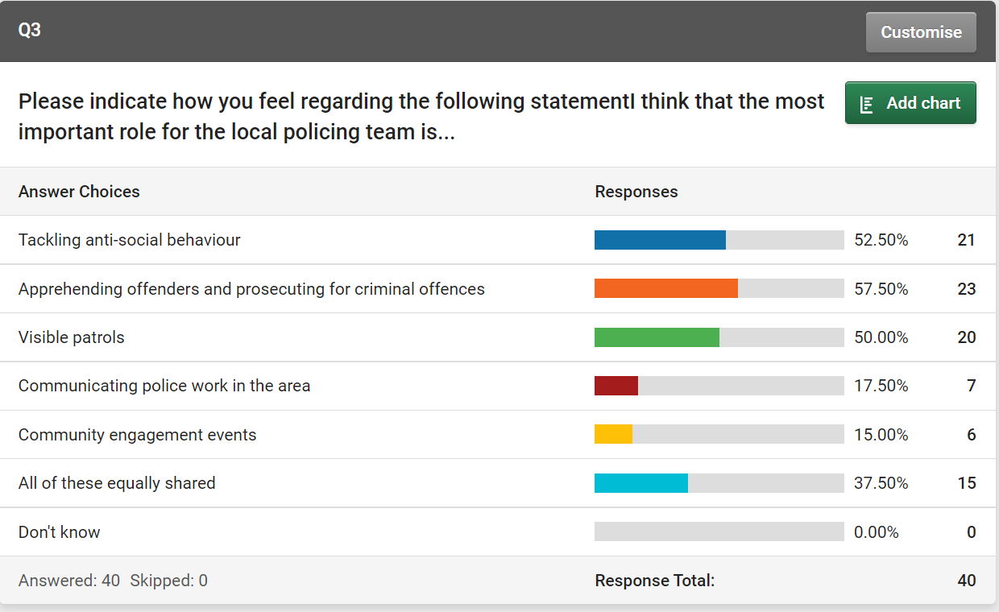 Q3
Customise
Please indicate how you feel regarding the following statementI think that the most
important role for the local policing team is...
Add chart
Answer Choices Responses
Tackling anti-social behaviour 52.50% 21
Apprehending offenders and prosecuting for criminal offences 57.50% 23
Visible patrols 50.00% 20
Communicating police work in the area 17.50% 7
Community engagement events 15.00% 6
All of these equally shared 37.50% 15
Don't know 0.00% 0
Answered: 40 Skipped: 0 Response Total: 40